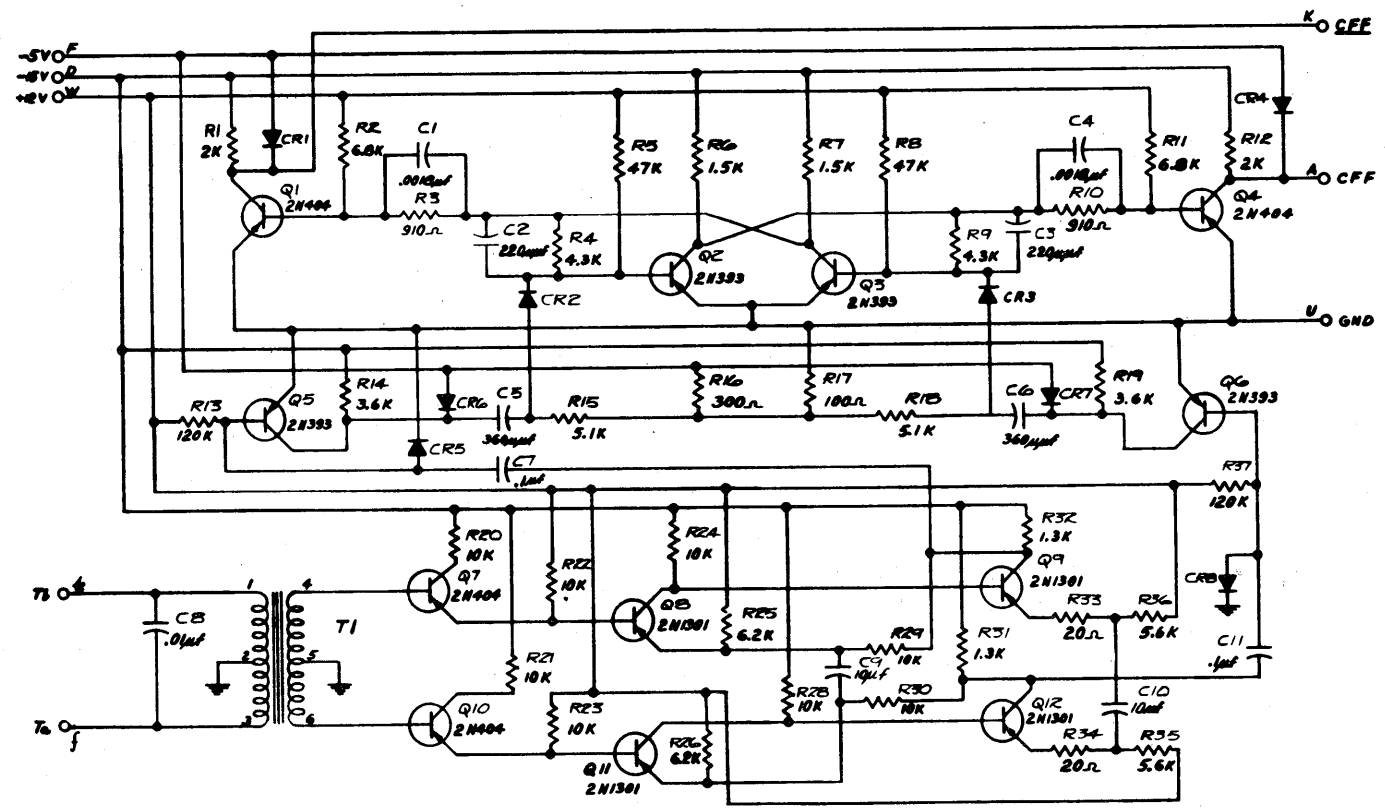 K C̲F̲F̲
-5V F
-15V D
+12V W
R1 2K
CR1
R2 6.8K
C1 .0018µf
R3 910Ω
Q1 2N404
C2 220µµf
R4 4.3K
R5 47K
R6 1.5K
R7 1.5K
R8 47K
Q2 2N393
Q3 2N393
R9 4.3K
C3 220µµf
C4 .0018µf
R10 910Ω
R11 6.8K
R12 2K
CR4
Q4 2N404
A CFF
CR2
CR3
U GND
R13 120K
Q5 2N393
R14 3.6K
CR6
C5 360µµf
CR5
R15 5.1K
R16 300Ω
R17 100Ω
R18 5.1K
C6 360µµf
CR7
R19 3.6K
Q6 2N393
C7 .1µf
R37 120K
R20 10K
Q7 2N404
R22 10K
R24 10K
Q8 2N1301
R25 6.2K
R32 1.3K
Q9 2N1301
R33 20Ω
R36 5.6K
CR8
C11 .1µf
R29 10K
C9 10µf
R30 10K
R31 1.3K
C8 .01µf
1 2 3
4 5 6
T1
R21 10K
Q10 2N404
R23 10K
Q11 2N1301
R26 6.2K
R28 10K
Q12 2N1301
C10 10µf
R34 20Ω
R35 5.6K
f